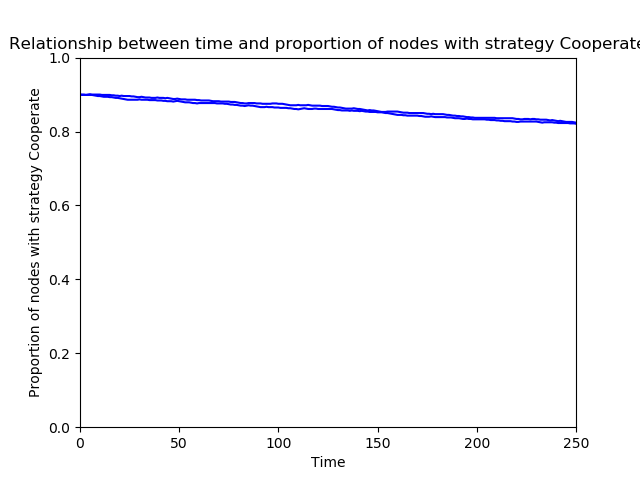 Relationship between time and proportion of nodes with strategy Cooperate
1.0
0.8
0.6
0.4
0.2
0.0
Proportion of nodes with strategy Cooperate
0 50 100 150 200 250
Time